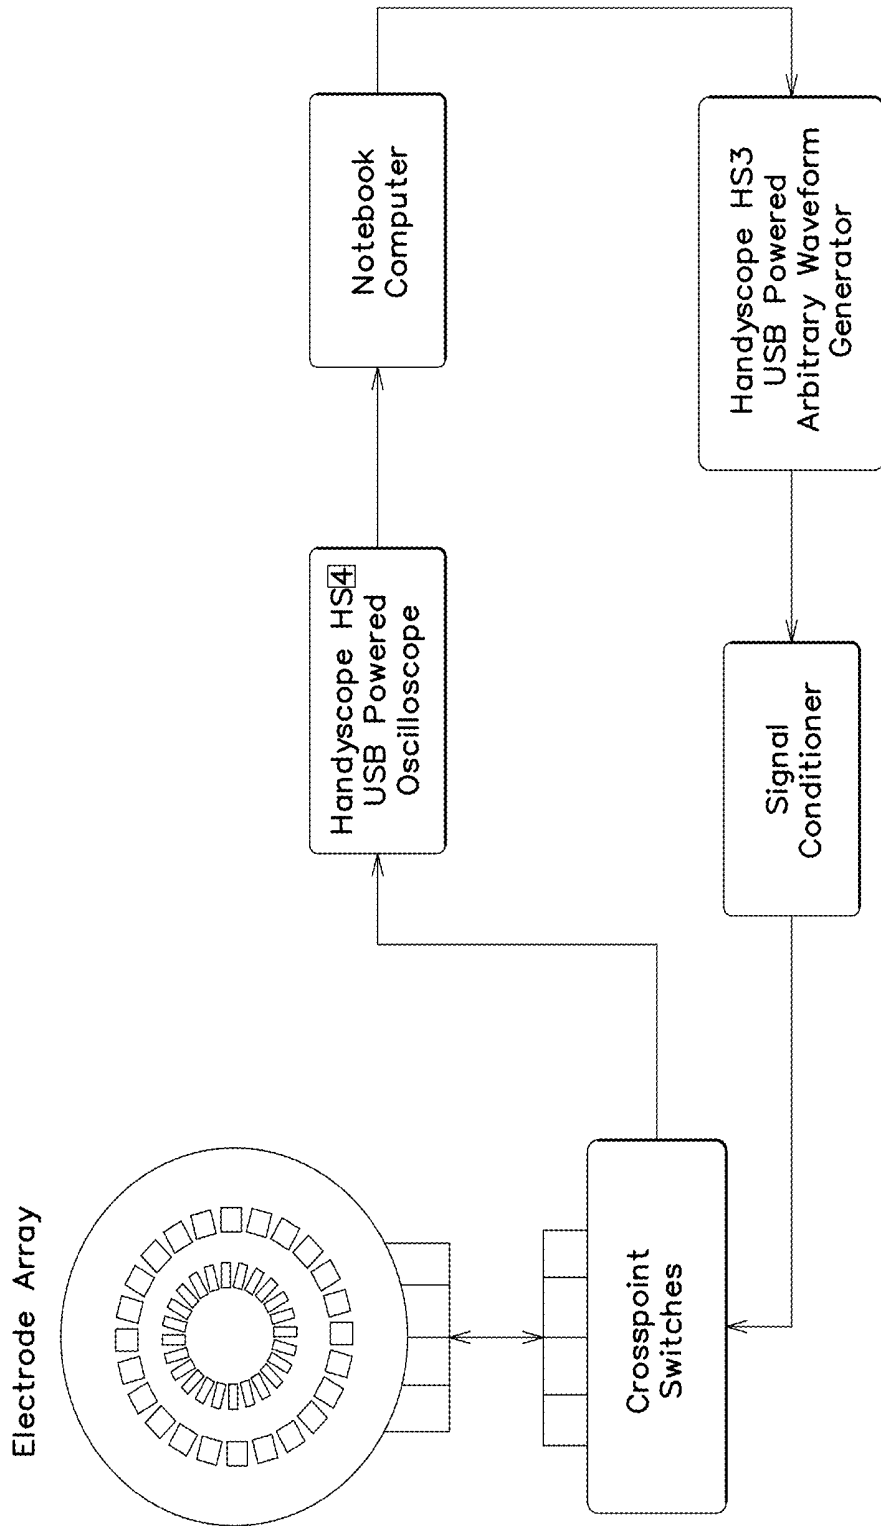 Electrode Array
Handyscope HS4
USB Powered
Oscilloscope
Notebook
Computer
Crosspoint
Switches
Signal
Conditioner
Handyscope HS3
USB Powered
Arbitrary Waveform
Generator